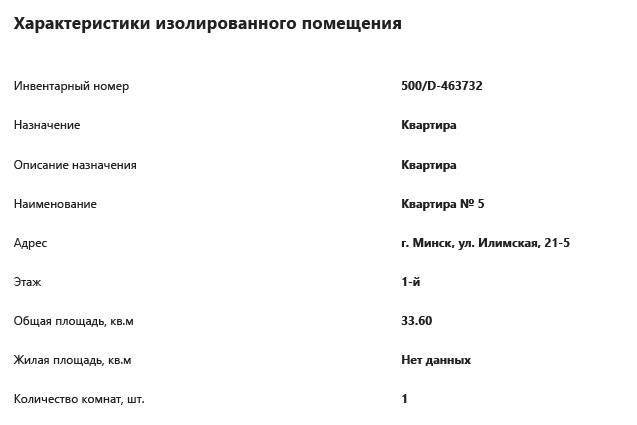 Характеристики изолированного помещения
Инвентарный номер 500/D-463732
Назначение Квартира
Описание назначения Квартира
Наименование Квартира № 5
Адрес г. Минск, ул. Илимская, 21-5
Этаж 1-й
Общая площадь, кв.м 33.60
Жилая площадь, кв.м Нет данных
Количество комнат, шт. 1